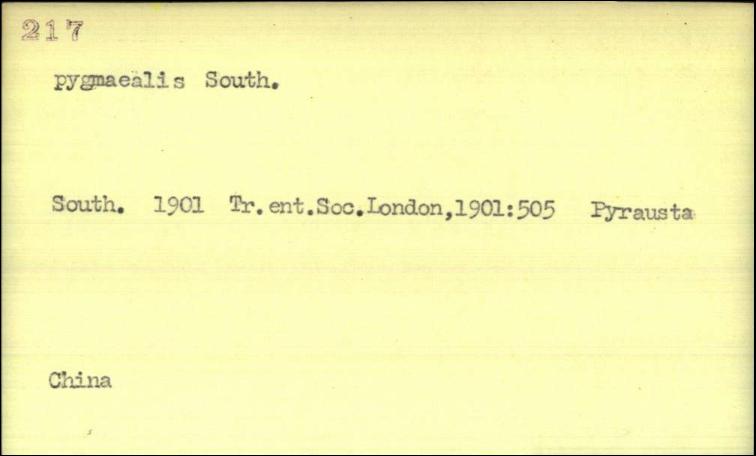 217
pygmaealis South.
South. 1901 Tr.ent.Soc.London,1901:505 Pyrausta
China